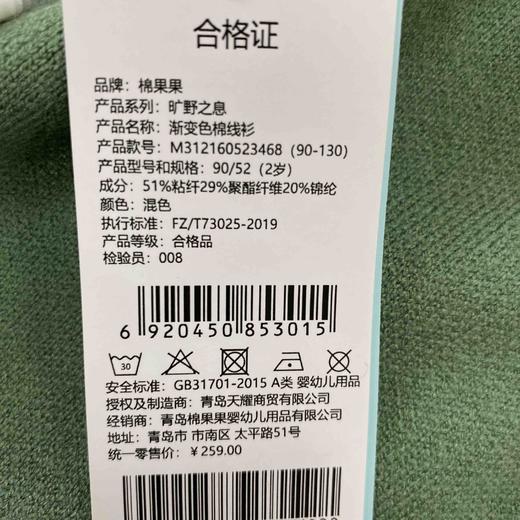 合格证
品牌：棉果果
产品系列：旷野之息
产品名称：渐变色棉线衫
产品款号：M312160523468（90-130）
产品型号和规格：90/52（2岁）
成分：51%粘纤29%聚酯纤维20%锦纶
颜色：混色
执行标准：FZ/T73025-2019
产品等级：合格品
检验员：008
6 920450 853015
30
安全标准：GB31701-2015 A类 婴幼儿用品
授权及制造商：青岛天耀商贸有限公司
经销商：青岛棉果果婴幼儿用品有限公司
地址：青岛市 市南区 太平路51号
统一零售价：￥259.00